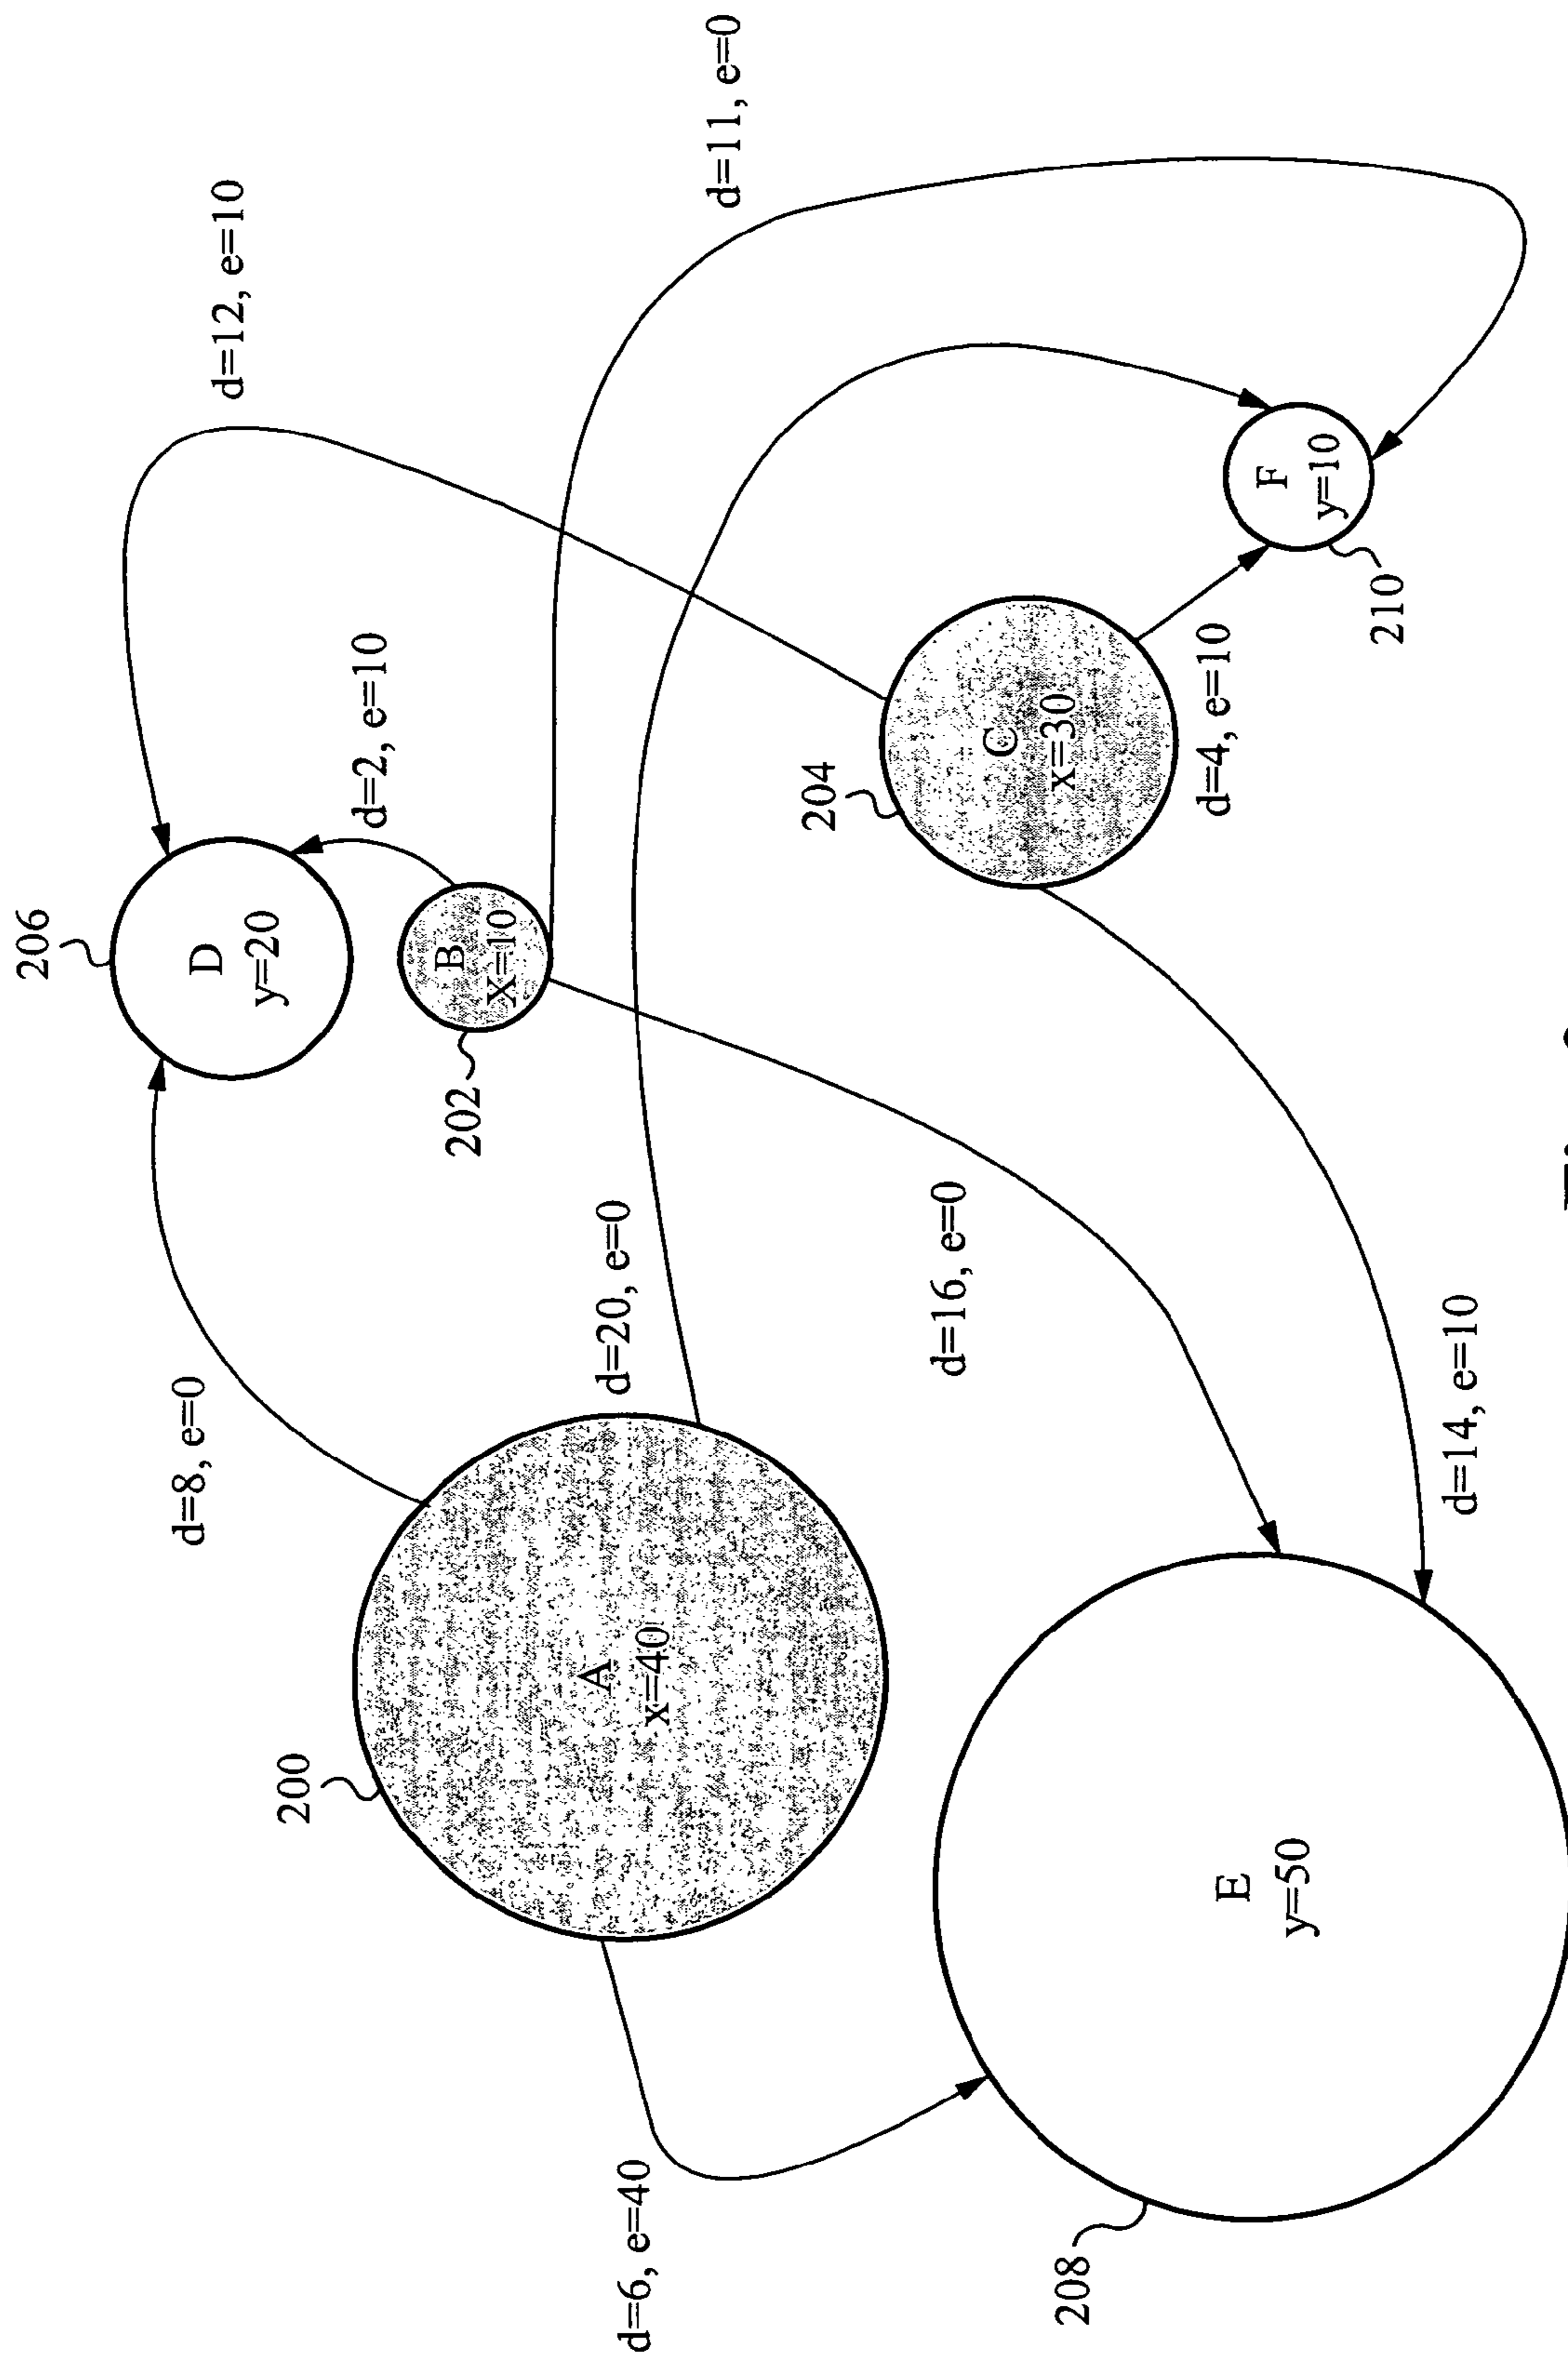 d=6, e=40
200
A
x=40
d=8, e=0
206
D
y=20
d=12, e=10
d=2, e=10
B
X=10
202
d=11, e=0
d=20, e=0
204
C
x=30
d=16, e=0
d=4, e=10
F
y=10
210
208
E
y=50
d=14, e=10